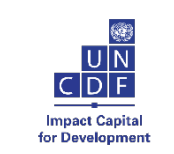 UN
CDF
Impact Capital
for Development